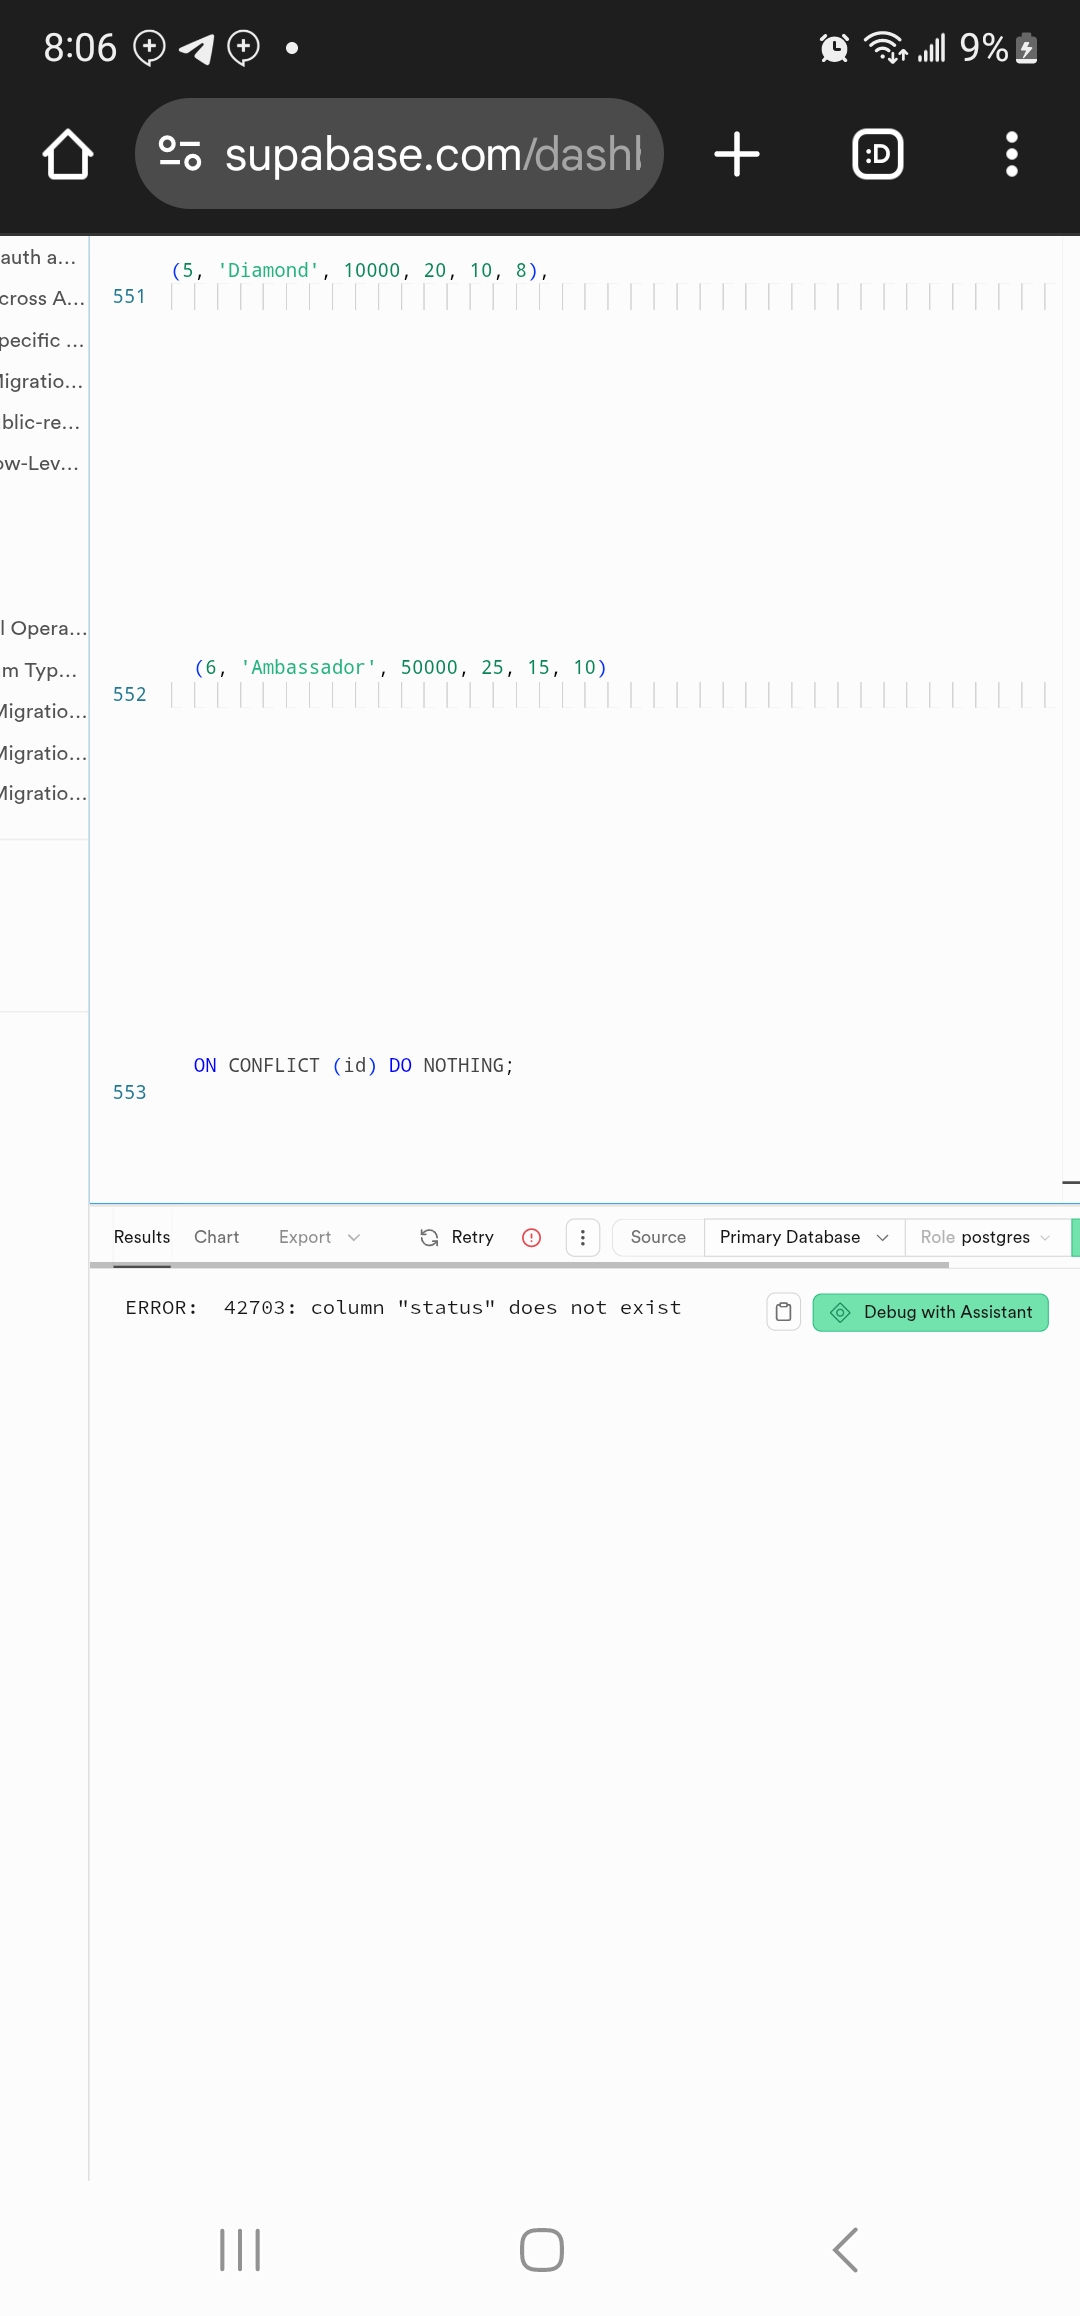 8:06
9%
supabase.com/dash
:D
auth a...
cross A...
pecific ...
Migratio...
blic-re...
ow-Lev...
l Opera...
m Typ...
Migratio...
Migratio...
Migratio...
(5, 'Diamond', 10000, 20, 10, 8),
551
(6, 'Ambassador', 50000, 25, 15, 10)
552
ON CONFLICT (id) DO NOTHING;
553
Results Chart Export Retry Source Primary Database Role postgres
ERROR: 42703: column "status" does not exist
Debug with Assistant